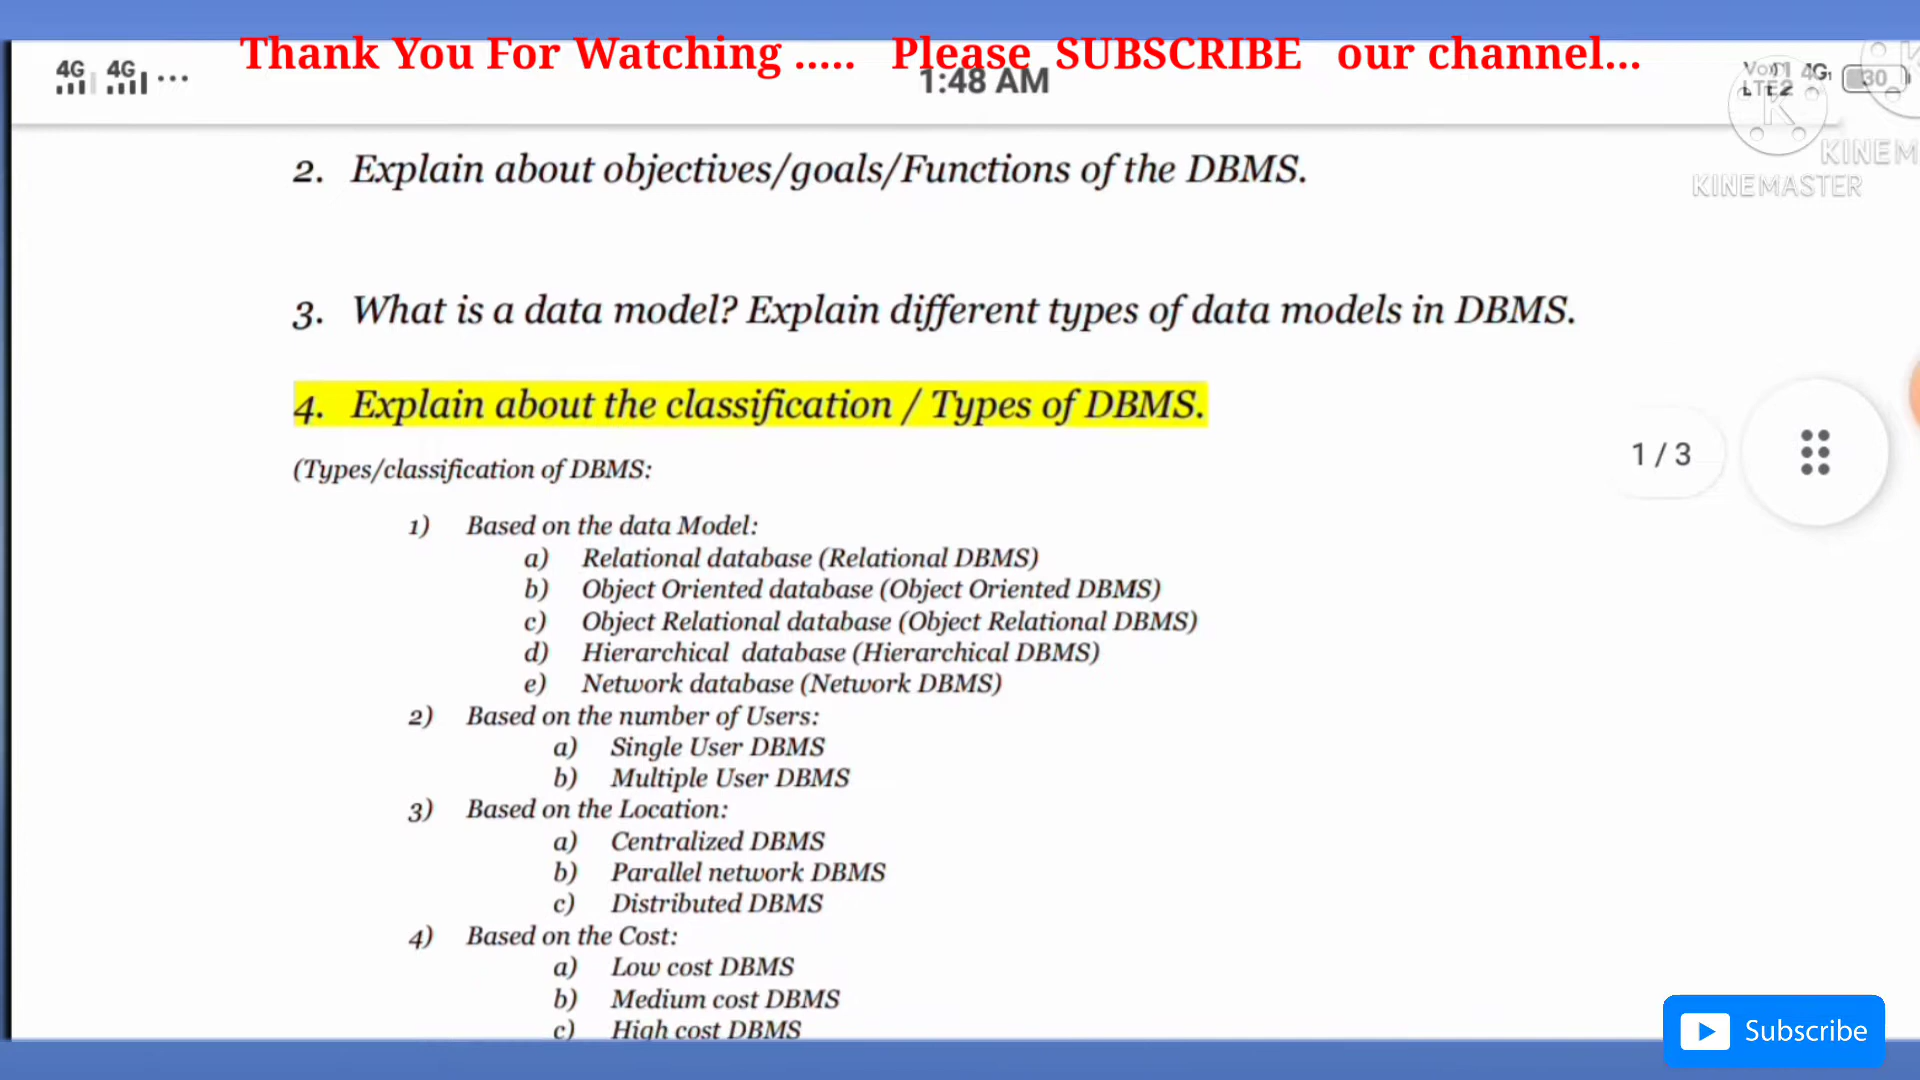 Thank You For Watching ..... Please SUBSCRIBE our channel...
4G 4G ... 1:48 AM Vo)) 1 4G 30
LTE2
KINEM
KINEMASTER
2. Explain about objectives/goals/Functions of the DBMS.
3. What is a data model? Explain different types of data models in DBMS.
4. Explain about the classification / Types of DBMS.
1 / 3
(Types/classification of DBMS:
1) Based on the data Model:
a) Relational database (Relational DBMS)
b) Object Oriented database (Object Oriented DBMS)
c) Object Relational database (Object Relational DBMS)
d) Hierarchical database (Hierarchical DBMS)
e) Network database (Network DBMS)
2) Based on the number of Users:
a) Single User DBMS
b) Multiple User DBMS
3) Based on the Location:
a) Centralized DBMS
b) Parallel network DBMS
c) Distributed DBMS
4) Based on the Cost:
a) Low cost DBMS
b) Medium cost DBMS
c) High cost DBMS
Subscribe